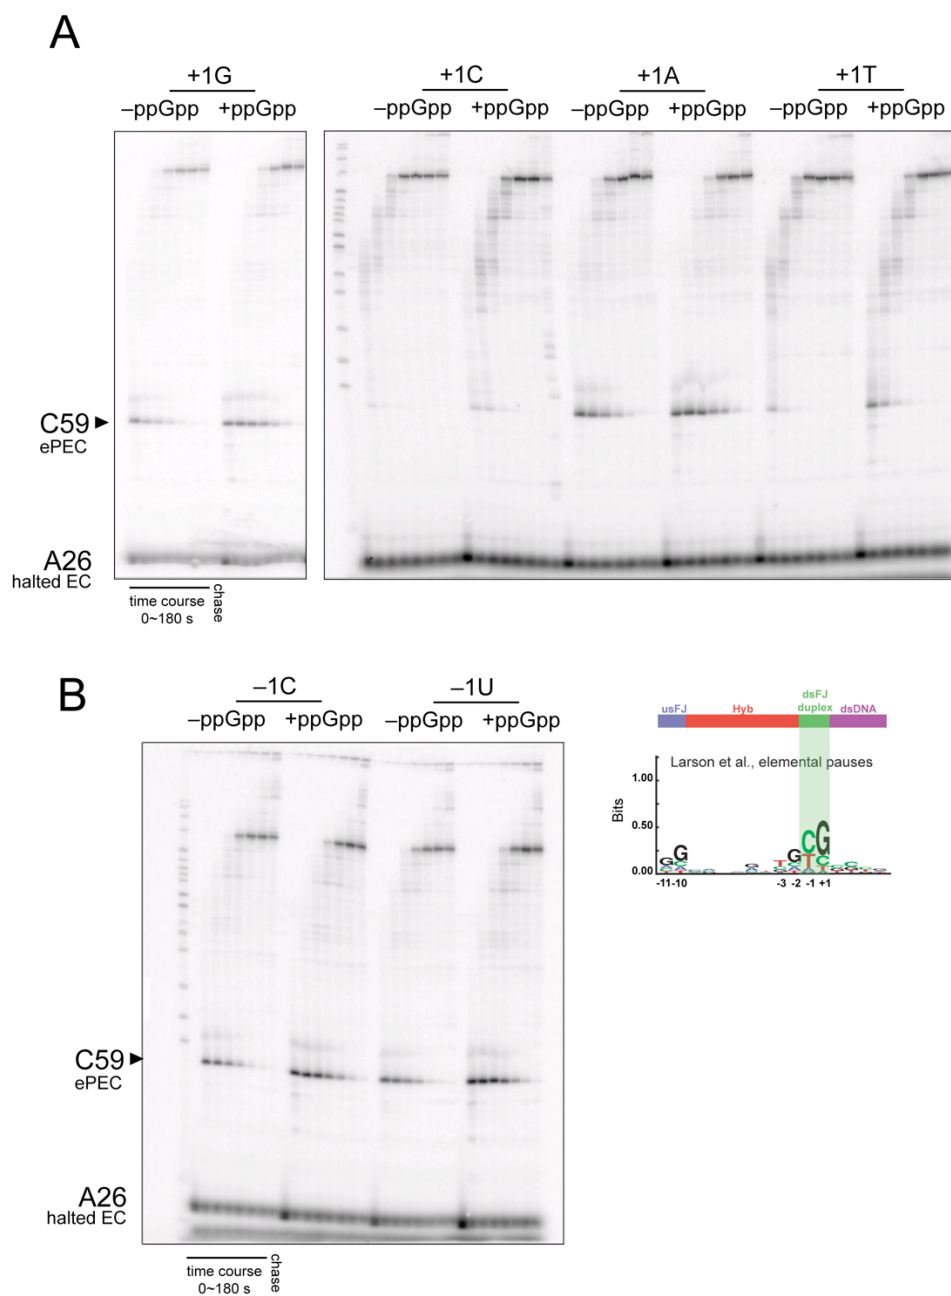 A
+1G
+1C
+1A
+1T
–ppGpp +ppGpp
–ppGpp +ppGpp
–ppGpp +ppGpp
–ppGpp +ppGpp
C59
ePEC
A26
halted EC
time course
0~180 s
chase
B
–1C
–1U
–ppGpp +ppGpp
–ppGpp +ppGpp
C59
ePEC
A26
halted EC
time course
0~180 s
chase
dsFJ
usFJ Hyb duplex dsDNA
Larson et al., elemental pauses
Bits
1.00
0.50
0.00
G G T G C G
T C
-11 -10 -3 -2 -1 +1